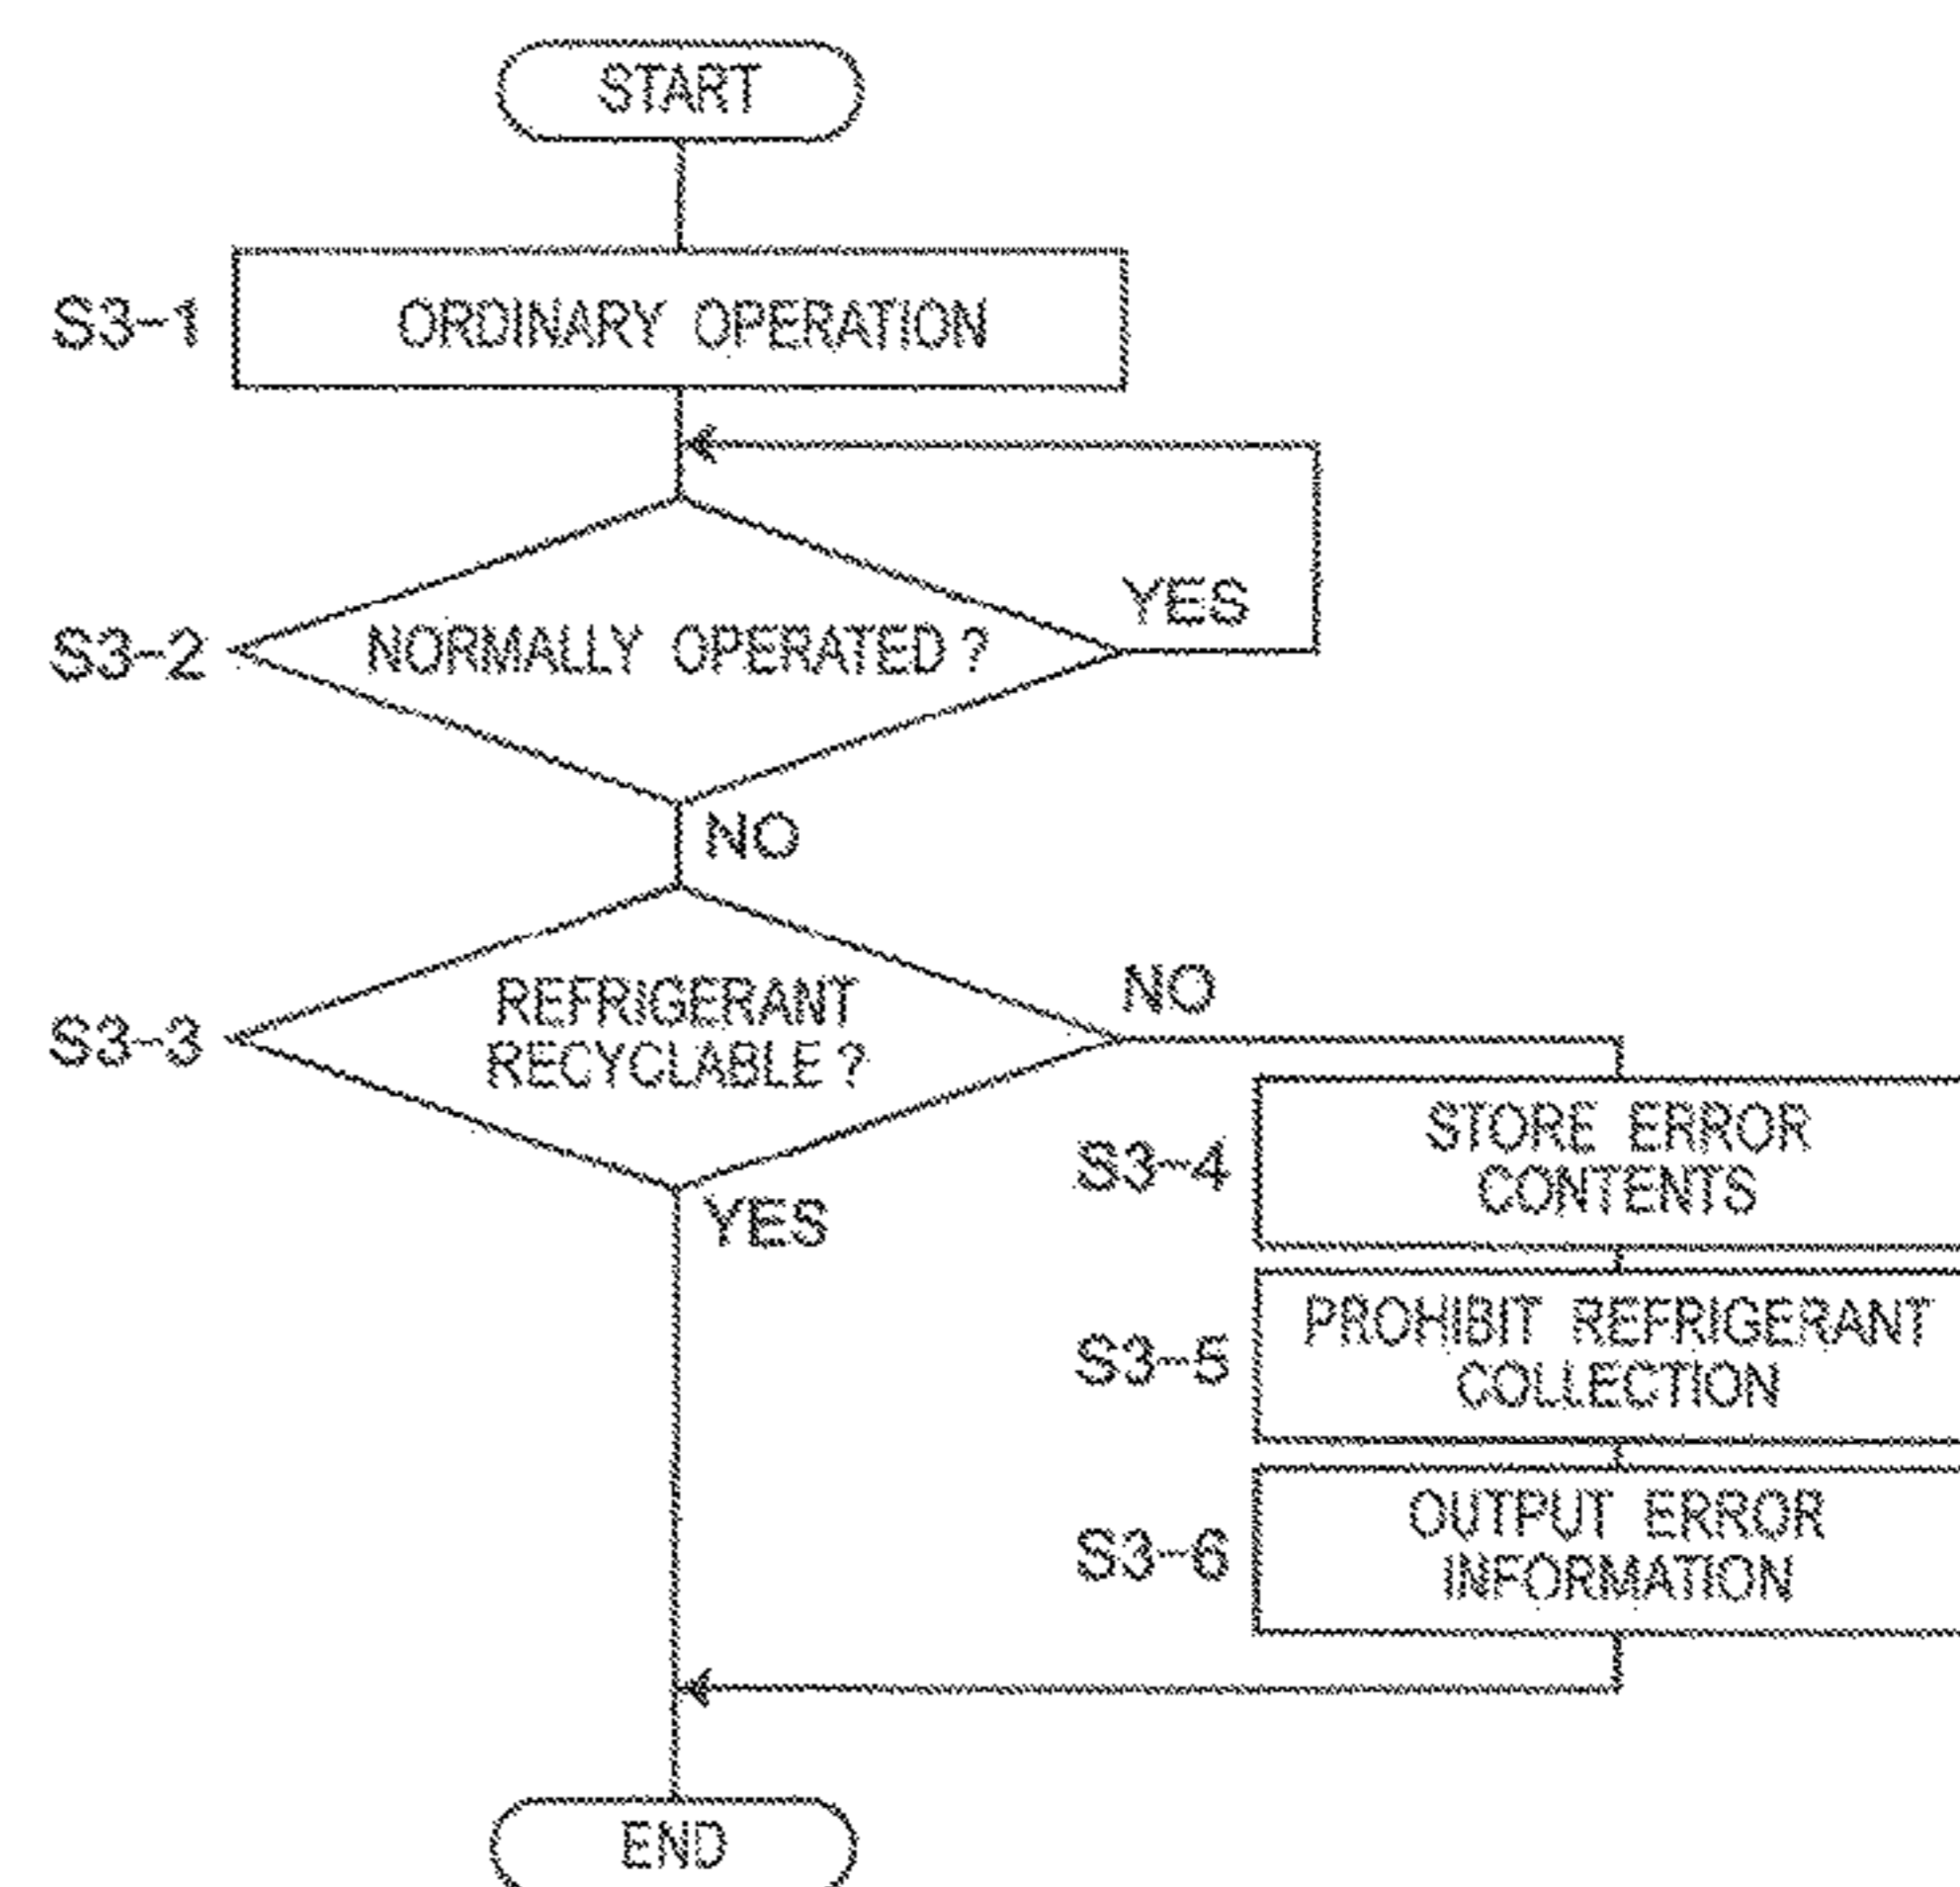 START
S3-1
ORDINARY OPERATION
YES
S3-2
NORMALLY OPERATED ?
NO
S3-3
REFRIGERANT
RECYCLABLE ?
NO
YES
S3-4
STORE ERROR
CONTENTS
S3-5
PROHIBIT REFRIGERANT
COLLECTION
S3-6
OUTPUT ERROR
INFORMATION
END